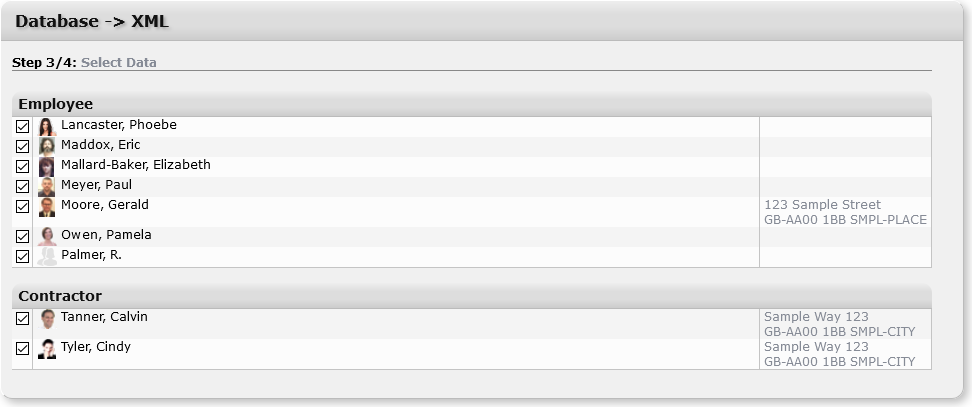 Database -> XML
Step 3/4: Select Data
Employee
Lancaster, Phoebe
Maddox, Eric
Mallard-Baker, Elizabeth
Meyer, Paul
Moore, Gerald
123 Sample Street
GB-AA00 1BB SMPL-PLACE
Owen, Pamela
Palmer, R.
Contractor
Tanner, Calvin
Sample Way 123
GB-AA00 1BB SMPL-CITY
Tyler, Cindy
Sample Way 123
GB-AA00 1BB SMPL-CITY